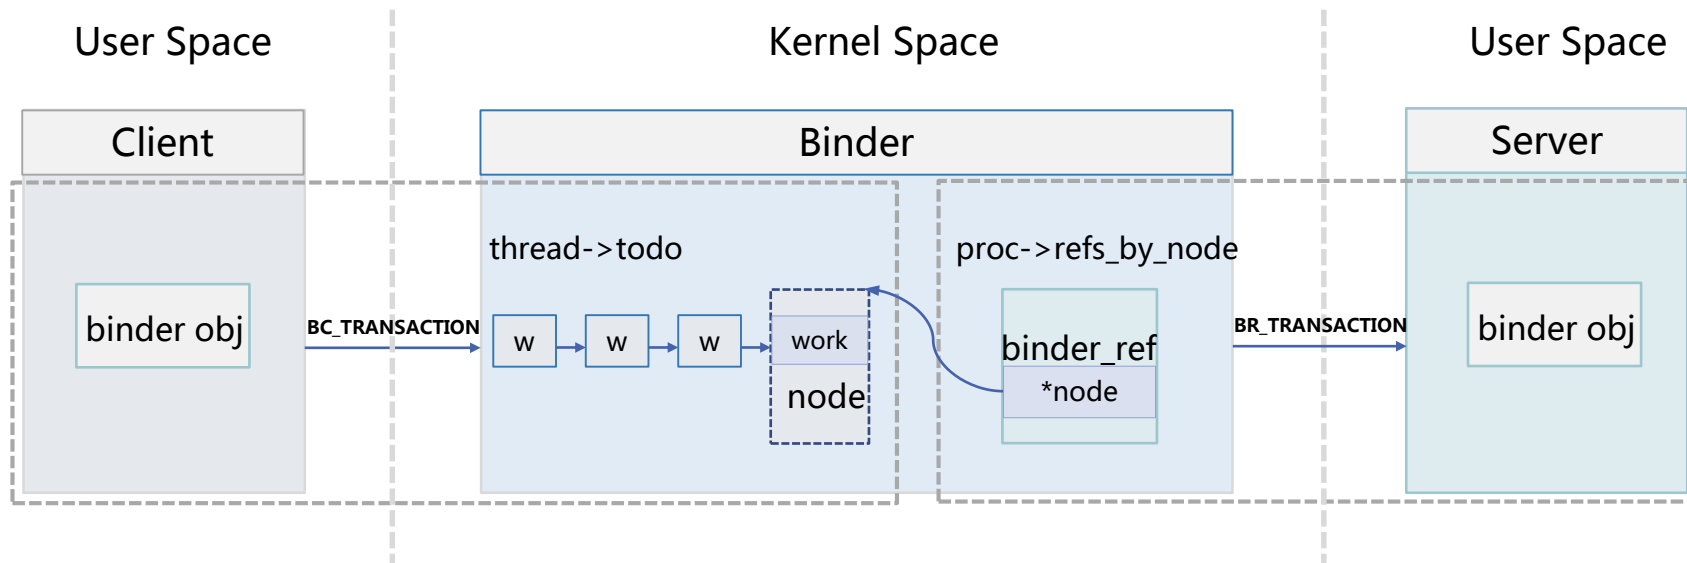 User Space
Kernel Space
User Space
Client
Binder
Server
thread->todo
proc->refs_by_node
binder obj
BC_TRANSACTION
w
w
w
work
node
binder_ref
*node
BR_TRANSACTION
binder obj